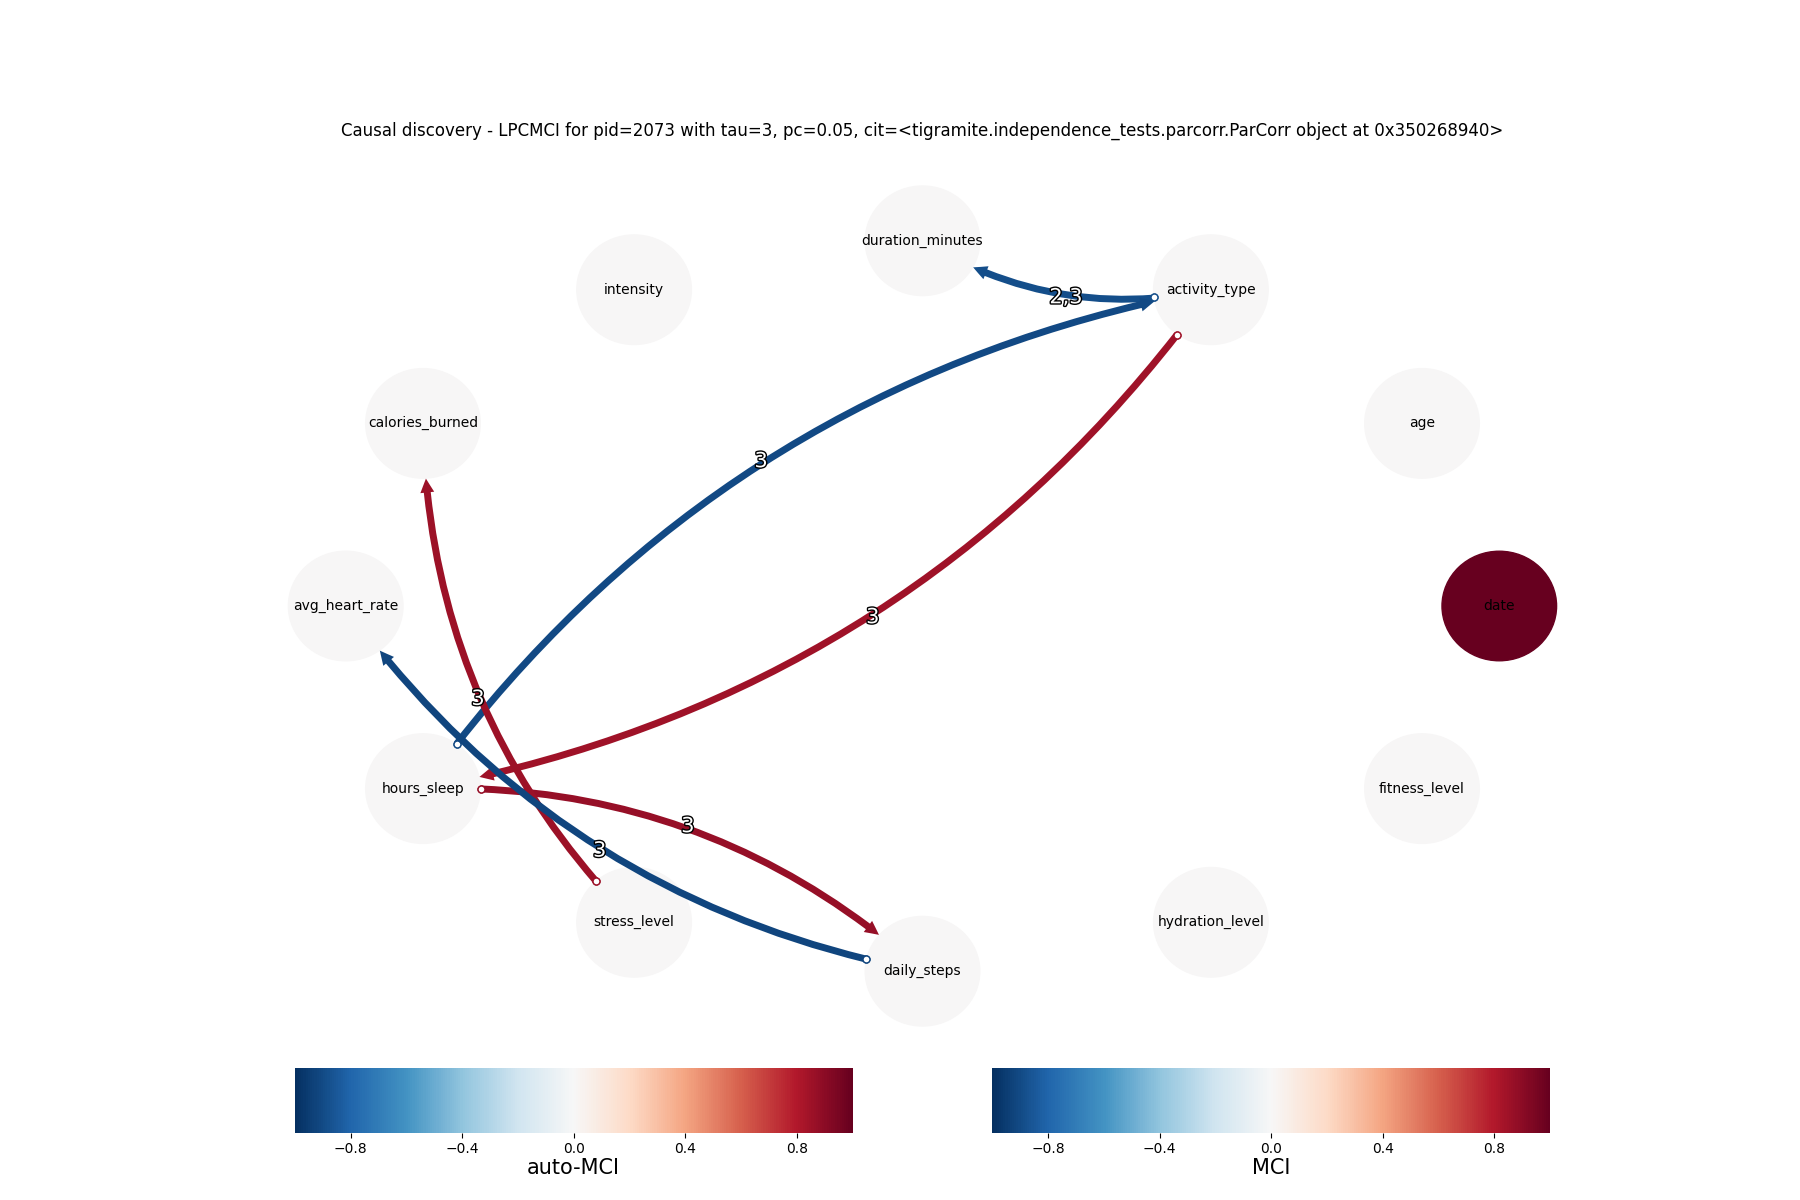 Causal discovery - LPCMCI for pid=2073 with tau=3, pc=0.05, cit=<tigramite.independence_tests.parcorr.ParCorr object at 0x350268940>
duration_minutes
intensity
activity_type
2,3
calories_burned
age
3
avg_heart_rate
date
3
3
hours_sleep
fitness_level
3
3
stress_level
hydration_level
daily_steps
−0.8 −0.4 0.0 0.4 0.8
auto-MCI
−0.8 −0.4 0.0 0.4 0.8
MCI